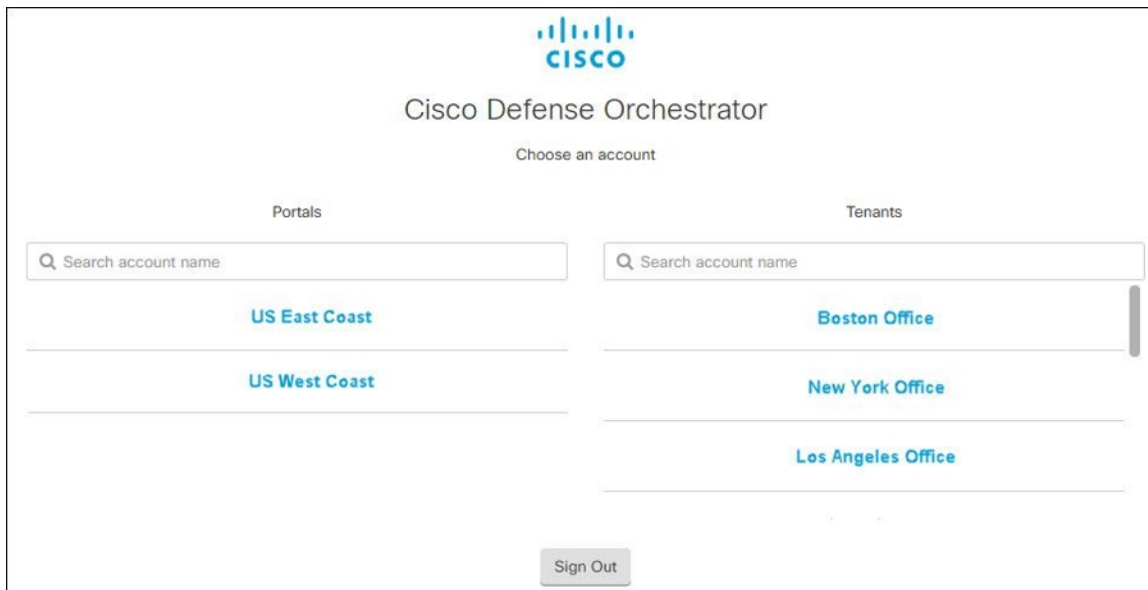 CISCO
Cisco Defense Orchestrator
Choose an account
Portals
Search account name
US East Coast
US West Coast
Tenants
Search account name
Boston Office
New York Office
Los Angeles Office
Sign Out